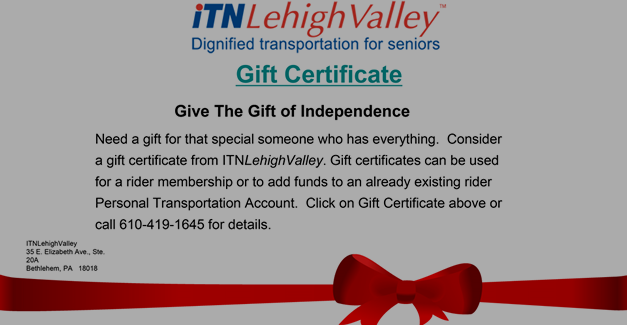 iTNLehighValley™
Dignified transportation for seniors
Gift Certificate
Give The Gift of Independence
Need a gift for that special someone who has everything.  Consider
a gift certificate from ITNLehighValley. Gift certificates can be used
for a rider membership or to add funds to an already existing rider
Personal Transportation Account.  Click on Gift Certificate above or
call 610-419-1645 for details.
ITNLehighValley
35 E. Elizabeth Ave., Ste.
20A
Bethlehem, PA  18018